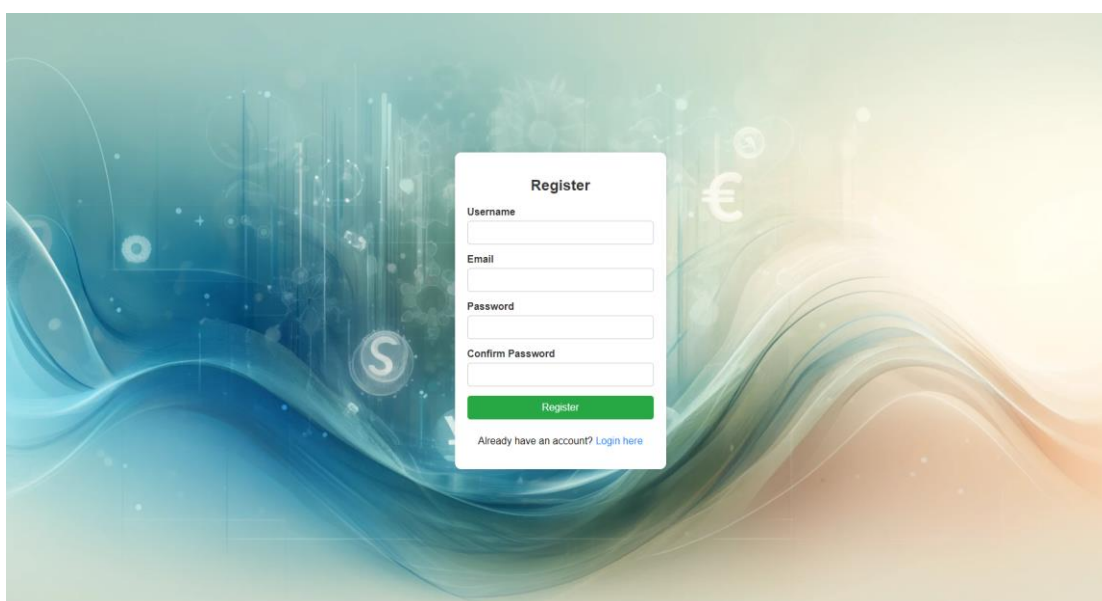 Register
Username
Email
Password
Confirm Password
Register
Already have an account? Login here
€
S